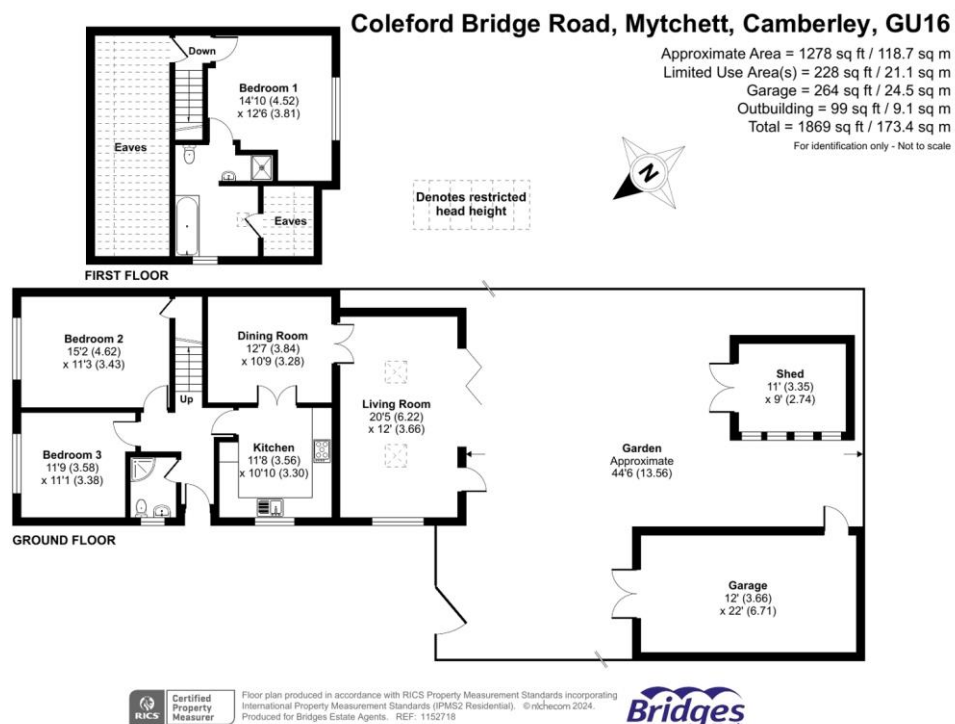 Coleford Bridge Road, Mytchett, Camberley, GU16
Approximate Area = 1278 sq ft / 118.7 sq m
Limited Use Area(s) = 228 sq ft / 21.1 sq m
Garage = 264 sq ft / 24.5 sq m
Outbuilding = 99 sq ft / 9.1 sq m
Total = 1869 sq ft / 173.4 sq m
For identification only - Not to scale
N
Denotes restricted
head height
Down
Bedroom 1
14'10 (4.52)
x 12'6 (3.81)
Eaves
Eaves
FIRST FLOOR
Bedroom 2
15'2 (4.62)
x 11'3 (3.43)
Up
Dining Room
12'7 (3.84)
x 10'9 (3.28)
Living Room
20'5 (6.22)
x 12' (3.66)
Shed
11' (3.35)
x 9' (2.74)
Bedroom 3
11'9 (3.58)
x 11'1 (3.38)
Kitchen
11'8 (3.56)
x 10'10 (3.30)
Garden
Approximate
44'6 (13.56)
GROUND FLOOR
Garage
12' (3.66)
x 22' (6.71)
RICS
Certified
Property
Measurer
Floor plan produced in accordance with RICS Property Measurement Standards incorporating
International Property Measurement Standards (IPMS2 Residential). © nichecom 2024.
Produced for Bridges Estate Agents. REF: 1152718
Bridges